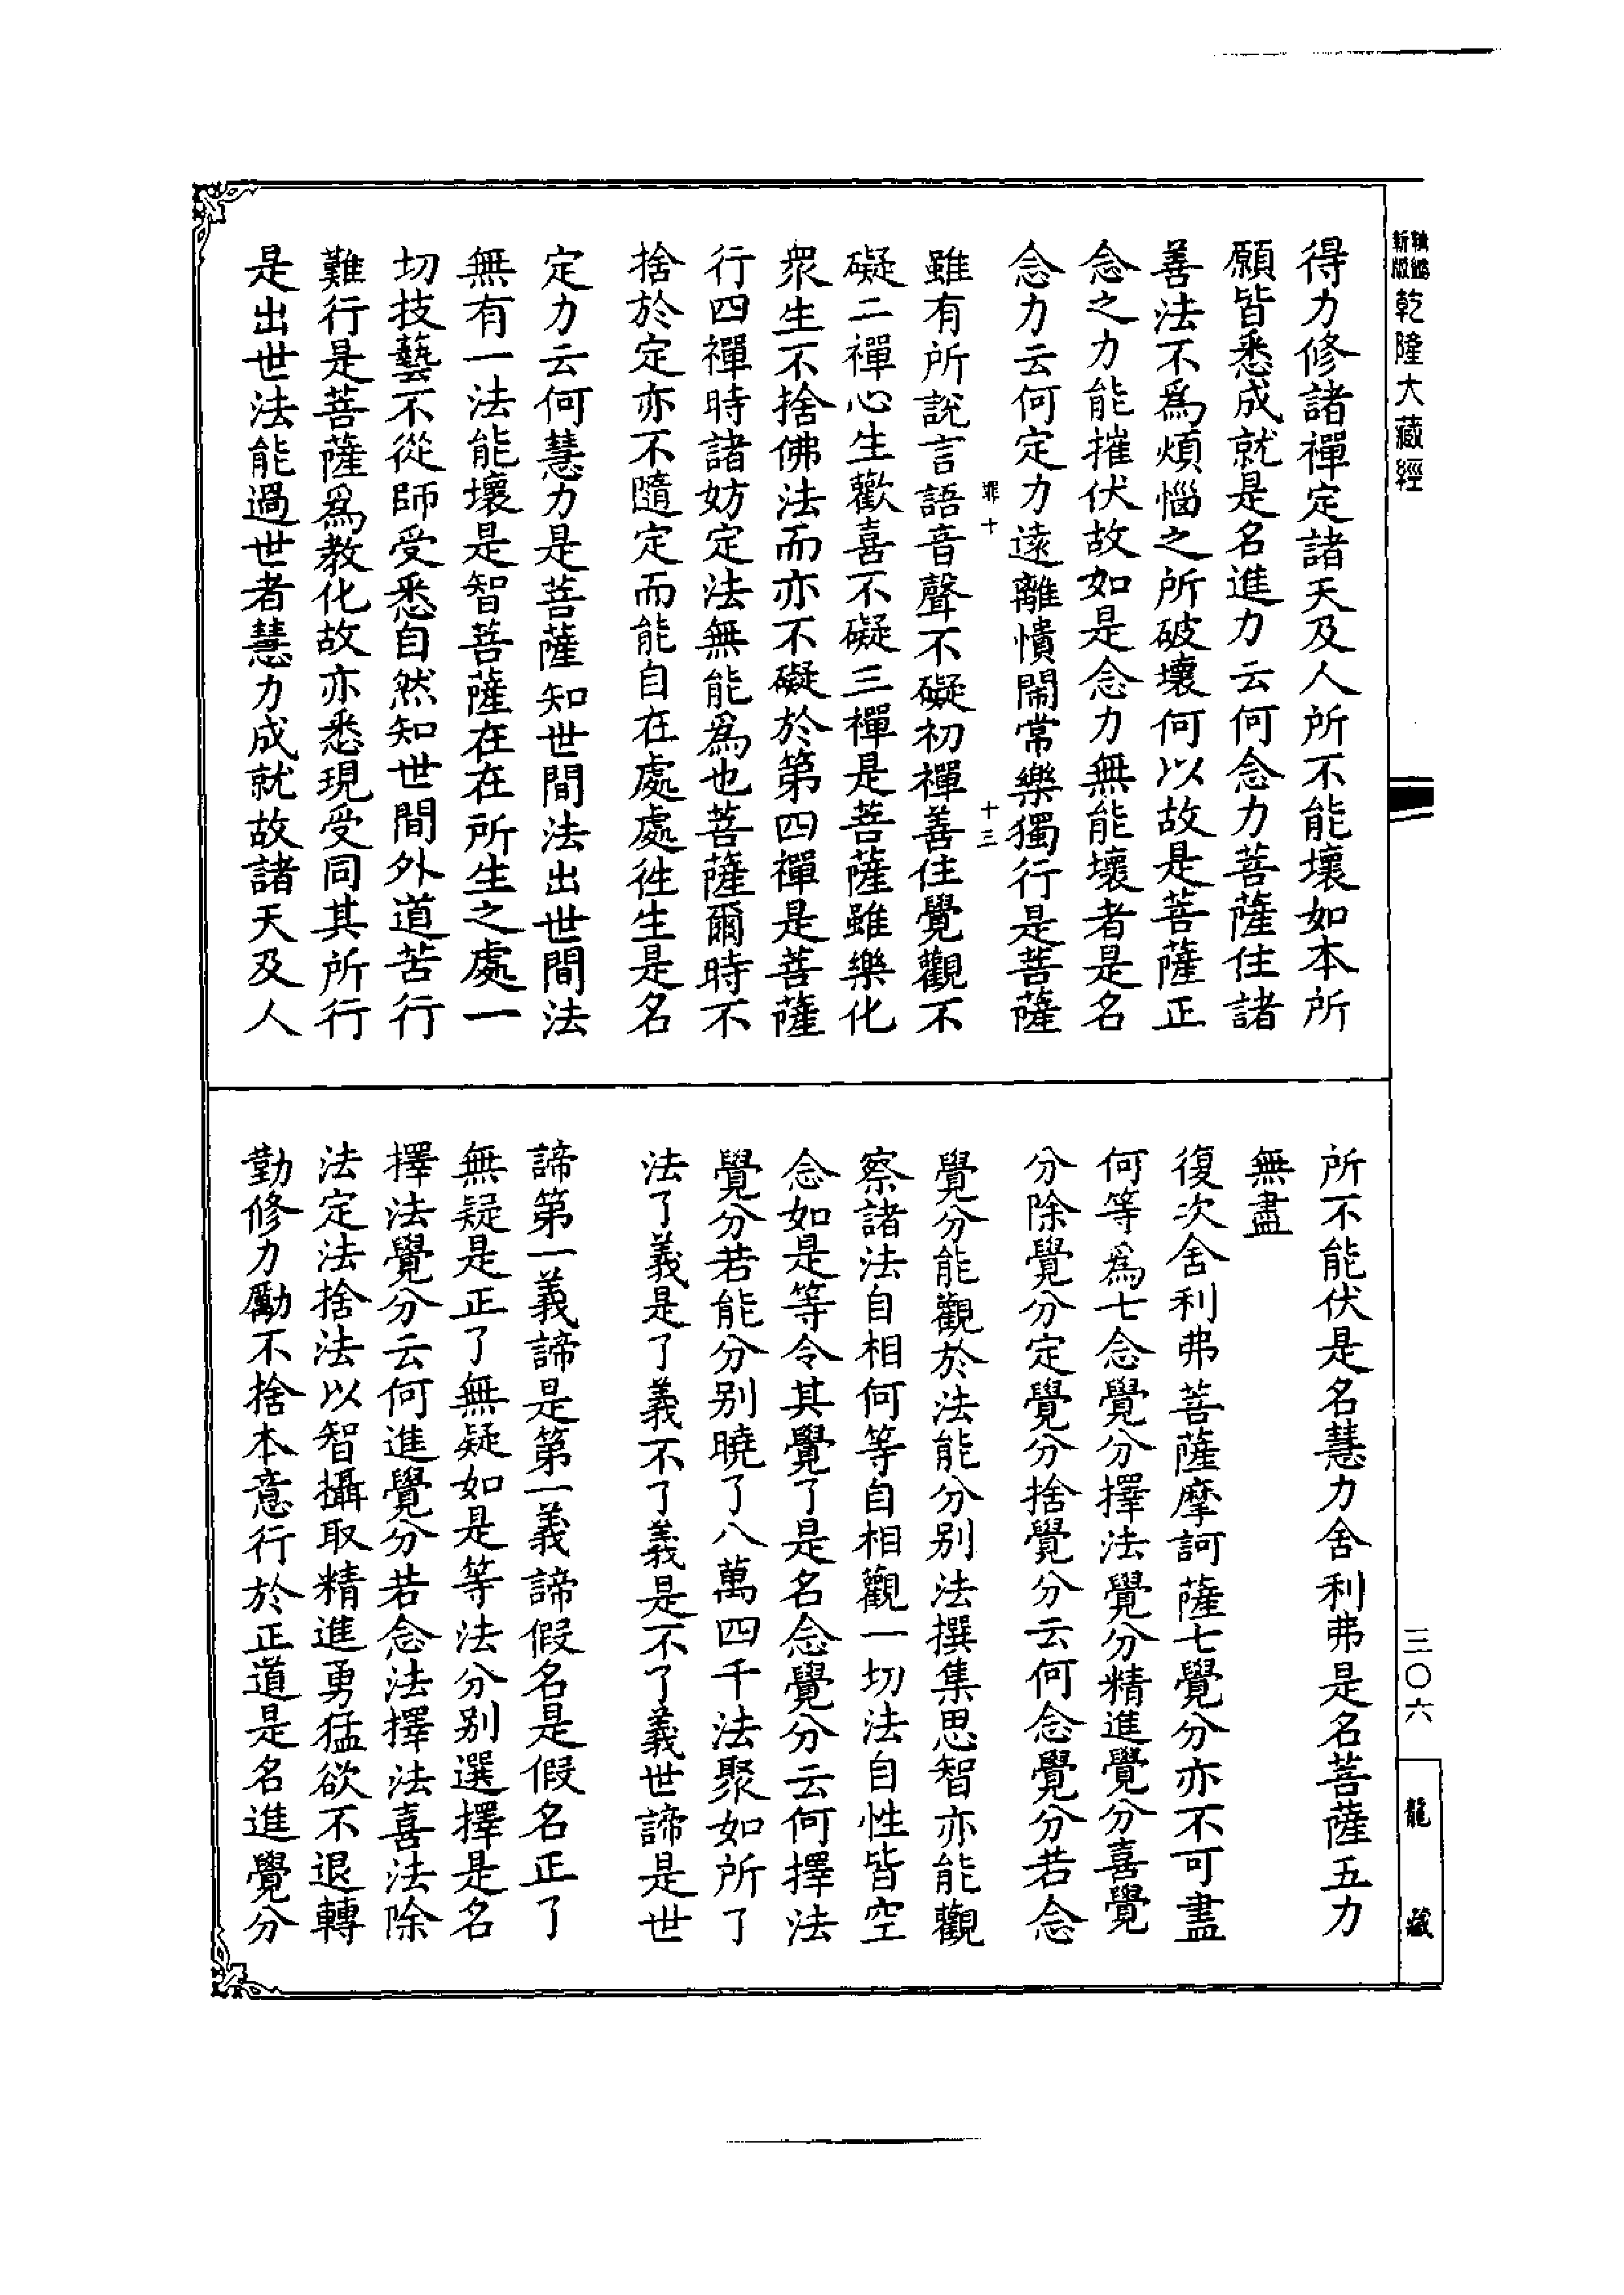 乾隆大藏經
得力修諸禪定諸天及人所不能壞如本所
願皆悉成就是名進力云何念力菩薩住諸
善法不爲煩惱之所破壞何以故是菩薩正
念之力能摧伏故如是念力無能壞者是名
念力云何定力遠離憒閙常樂獨行是菩薩
罪十
十三
雖有所說言語音聲不礙初禪善住覺觀不
礙二禪心生歡喜不礙三禪是菩薩雖樂化
衆生不捨佛法而亦不礙於第四禪是菩薩
行四禪時諸妨定法無能爲也菩薩爾時不
捨於定亦不隨定而能自在處處徃生是名
定力云何慧力是菩薩知世間法出世間法
無有一法能壞是智菩薩在在所生之處一
切技藝不從師受悉自然知世間外道苦行
難行是菩薩爲教化故亦悉現受同其所行
是出世法能過世者慧力成就故諸天及人
所不能伏是名慧力舍利弗是名菩薩五力
無盡
復次舍利弗菩薩摩訶薩七覺分亦不可盡
何等爲七念覺分擇法覺分精進覺分喜覺
分除覺分定覺分捨覺分云何念覺分若念
覺分能觀於法能分別法撰集思智亦能觀
察諸法自相何等自相觀一切法自性皆空
念如是等令其覺了是名念覺分云何擇法
覺分若能分別曉了八萬四千法聚如所了
法了義是了義不了義是不了義世諦是世
諦第一義諦是第一義諦假名是假名正了
無疑是正了無疑如是等法分別選擇是名
擇法覺分云何進覺分若念法擇法喜法除
法定法捨法以智攝取精進勇猛欲不退轉
勤修力勵不捨本意行於正道是名進覺分
三〇六
龍藏